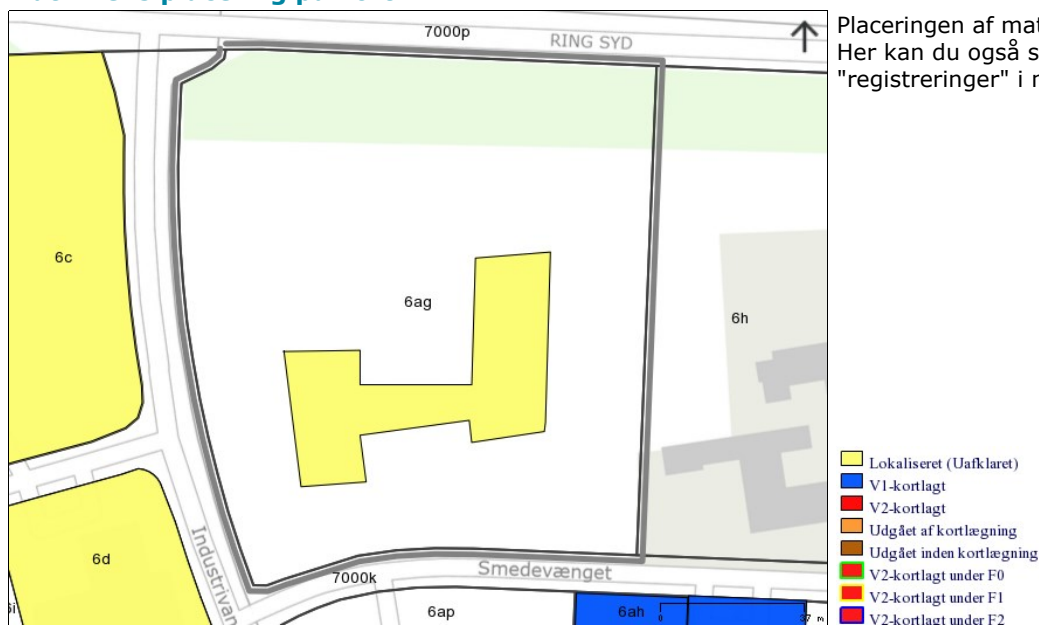 Placeringen af mat
Her kan du også s
"registreringer" i r
7000p
RING SYD
6c
6ag
6h
6d
Industrivan
7000k
Smedevænget
6ap
6ah
0
37 m
Lokaliseret (Uafklaret)
V1-kortlagt
V2-kortlagt
Udgået af kortlægning
Udgået inden kortlægning
V2-kortlagt under F0
V2-kortlagt under F1
V2-kortlagt under F2